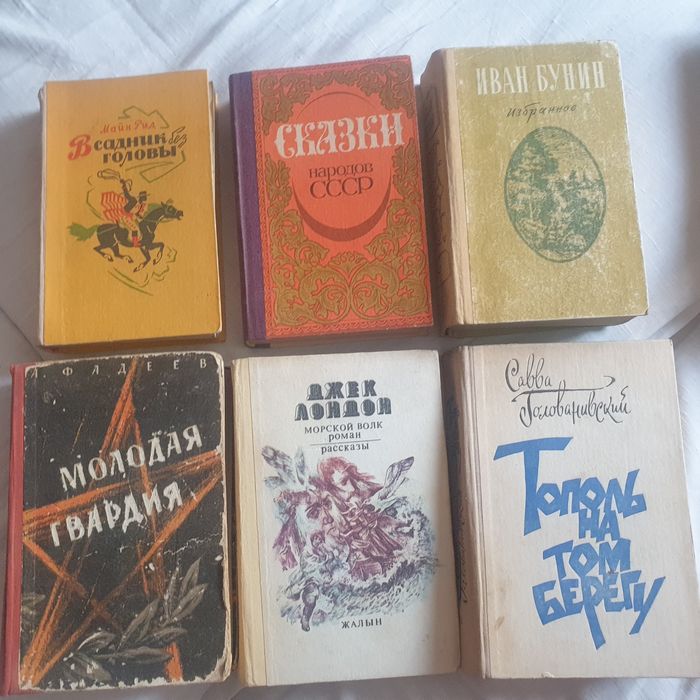 Майн Рид
Всадник без
головы
СКАЗКИ
народов
СССР
ИВАН БУНИН
Избранное
А. ФАДЕЕВ
МОЛОДАЯ
ГВАРДИЯ
ДЖЕК
ЛОНДОН
МОРСКОЙ ВОЛК
роман
рассказы
ЖАЛЫН
Савва
Голованивский
ТОПОЛЬ
НА
ТОМ
БЕРЕГУ